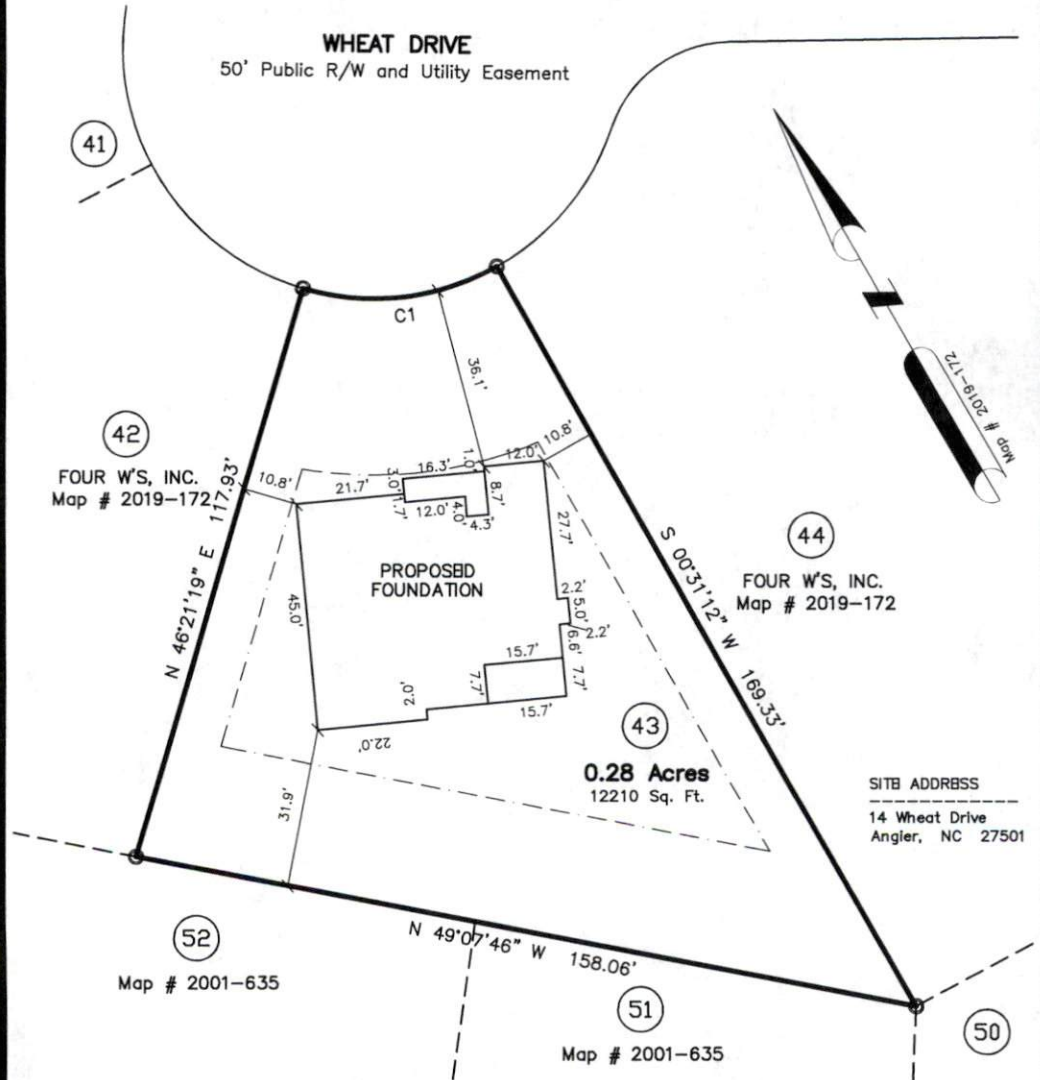 WHEAT DRIVE
50' Public R/W and Utility Easement
41
C1
36.1'
42
FOUR W'S, INC.
Map # 2019-172
N 46°21'19" E 117.93'
10.8'
21.7'
3.0'
1.7'
16.3'
12.0'
4.0'
4.3'
1.0'
8.7'
12.0'
10.8'
27.7'
2.2'
5.0'
2.2'
6.6'
7.7'
15.7'
7.7'
15.7'
2.0'
22.0'
45.0'
31.9'
PROPOSED
FOUNDATION
S 00°31'12" W 169.33'
44
FOUR W'S, INC.
Map # 2019-172
Map # 2019-172
43
0.28 Acres
12210 Sq. Ft.
SITE ADDRESS
14 Wheat Drive
Angier, NC 27501
N 49°07'46" W 158.06'
52
Map # 2001-635
51
Map # 2001-635
50